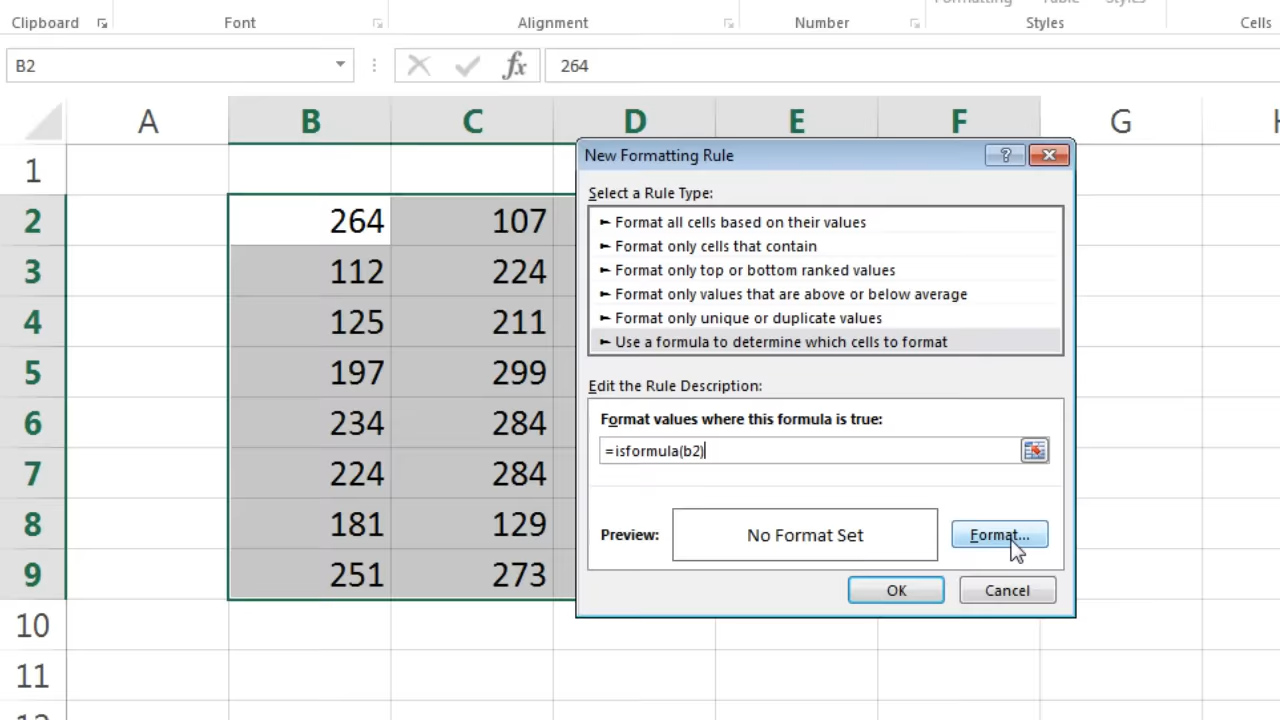 Formatting Table Styles
Clipboard Font Alignment Number Styles Cells
B2 fx 264
A B C D E F G H
1
2 264 107
3 112 224
4 125 211
5 197 299
6 234 284
7 224 284
8 181 129
9 251 273
10
11
12
New Formatting Rule ?
Select a Rule Type:
► Format all cells based on their values
► Format only cells that contain
► Format only top or bottom ranked values
► Format only values that are above or below average
► Format only unique or duplicate values
► Use a formula to determine which cells to format
Edit the Rule Description:
Format values where this formula is true:
=isformula(b2)
Preview: No Format Set Format...
OK Cancel